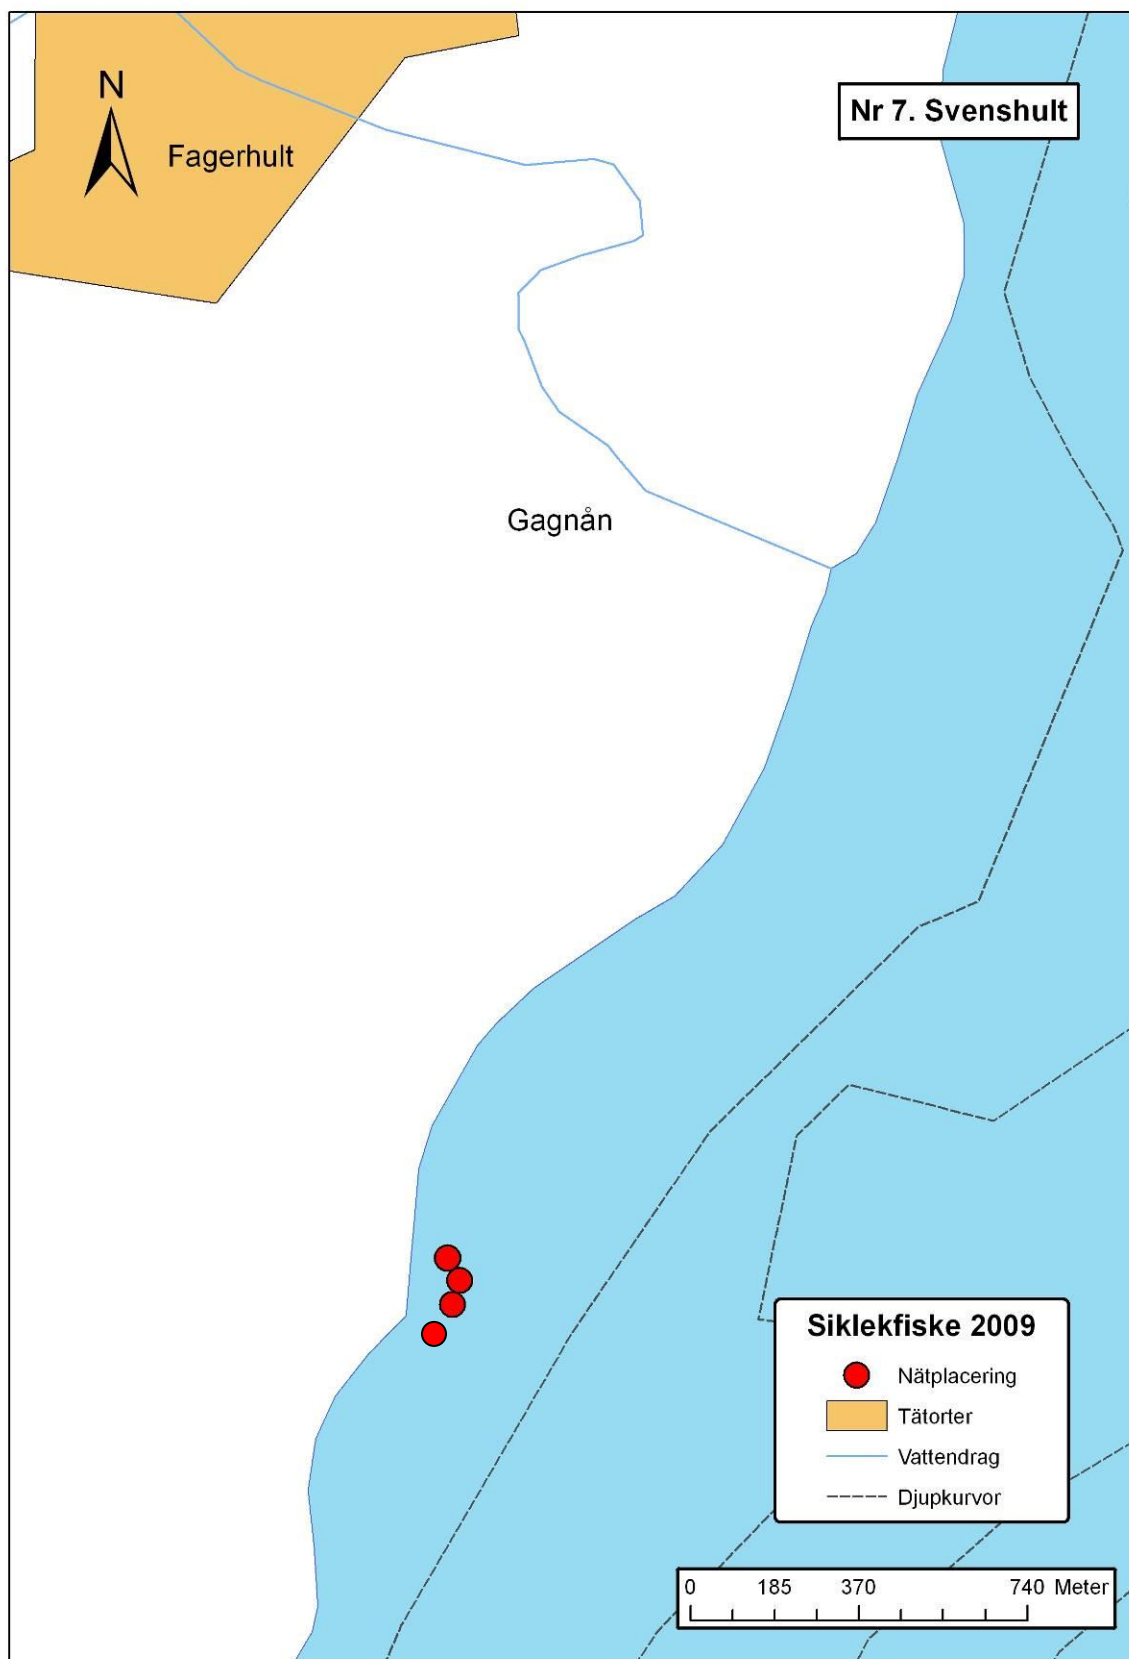 Nr 7. Svenshult
N
Fagerhult
Gagnån
Siklekfiske 2009
Nätplacering
Tätorter
Vattendrag
Djupkurvor
0 185 370 740 Meter